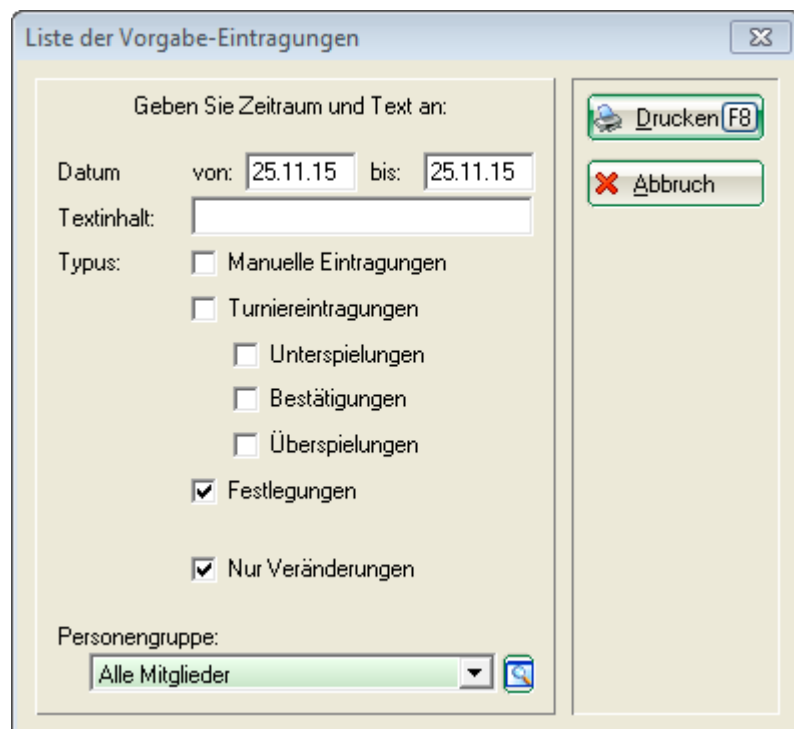 Liste der Vorgabe-Eintragungen
Geben Sie Zeitraum und Text an:
Drucken F8
Datum von: 25.11.15 bis: 25.11.15
Abbruch
Textinhalt:
Typus: Manuelle Eintragungen
Turniereintragungen
Unterspielungen
Bestätigungen
Überspielungen
Festlegungen
Nur Veränderungen
Personengruppe:
Alle Mitglieder